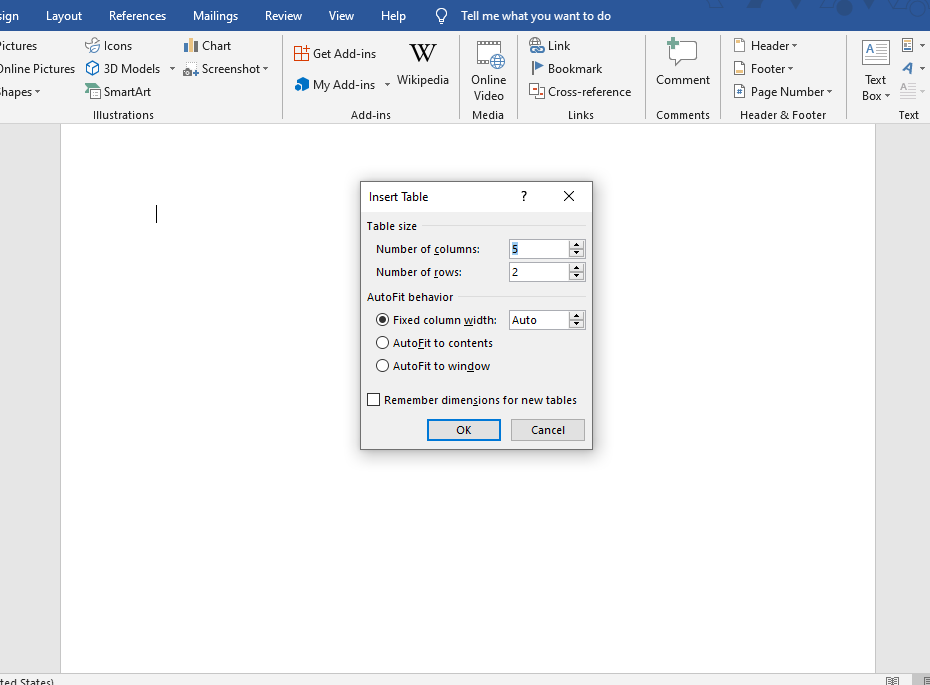 sign Layout References Mailings Review View Help Tell me what you want to do
Pictures Icons Chart Get Add-ins W Link Header
Online Pictures 3D Models Screenshot My Add-ins Wikipedia Online Video Bookmark Comment Footer Text Box A
Shapes SmartArt Cross-reference Page Number
Illustrations Add-ins Media Links Comments Header & Footer Text
Insert Table ?
Table size
Number of columns: 5
Number of rows: 2
AutoFit behavior
Fixed column width: Auto
AutoFit to contents
AutoFit to window
Remember dimensions for new tables
OK Cancel
ted States)